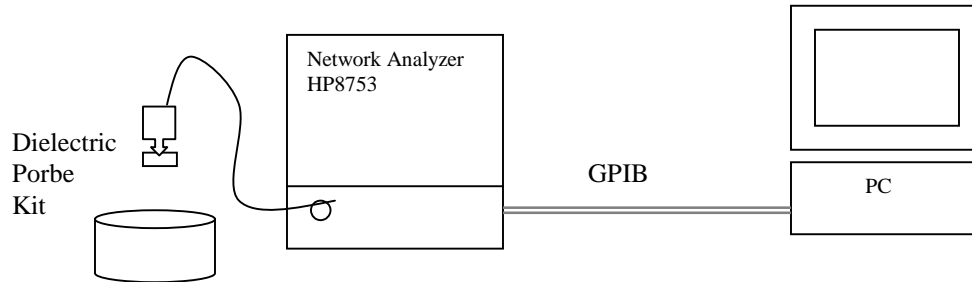 Network Analyzer
HP8753
Dielectric
Porbe
Kit
GPIB
PC